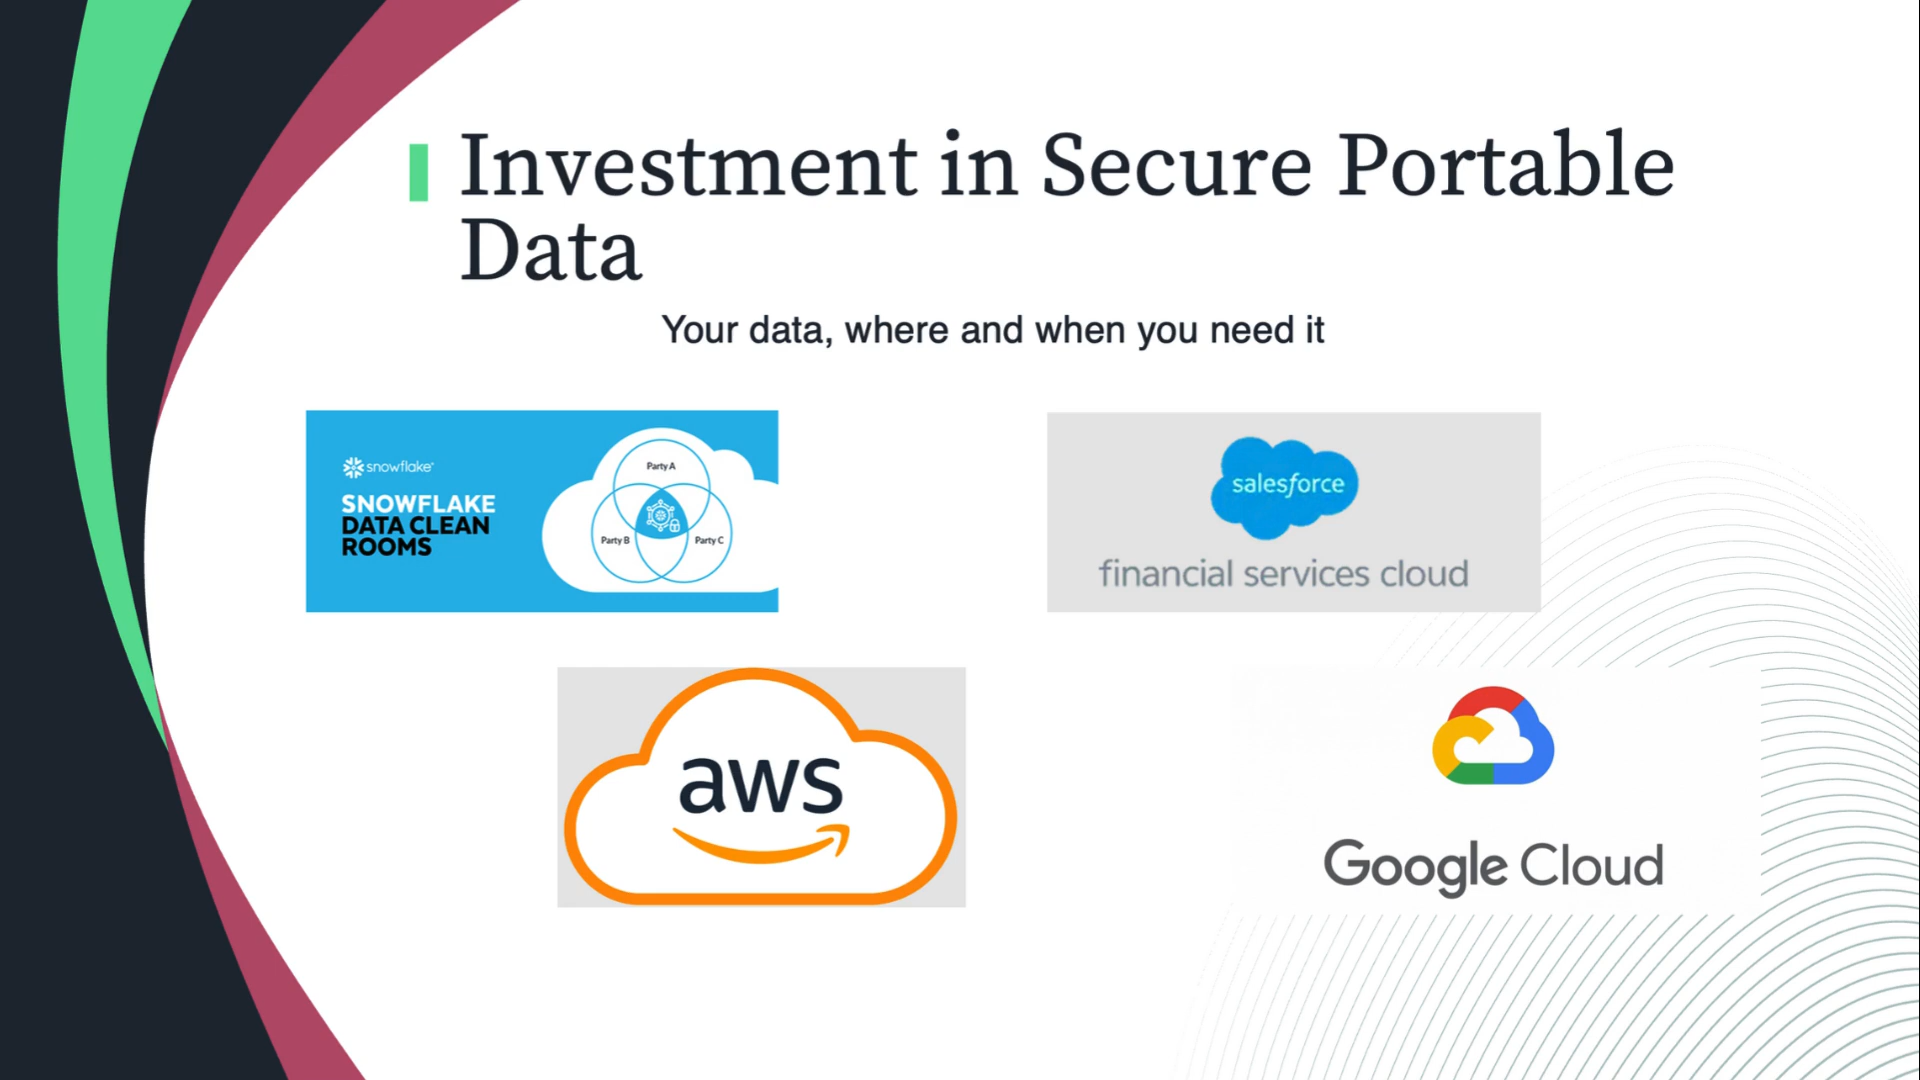 Investment in Secure Portable
Data
Your data, where and when you need it
snowflake
SNOWFLAKE
DATA CLEAN
ROOMS
Party A
Party B
Party C
salesforce
financial services cloud
aws
Google Cloud